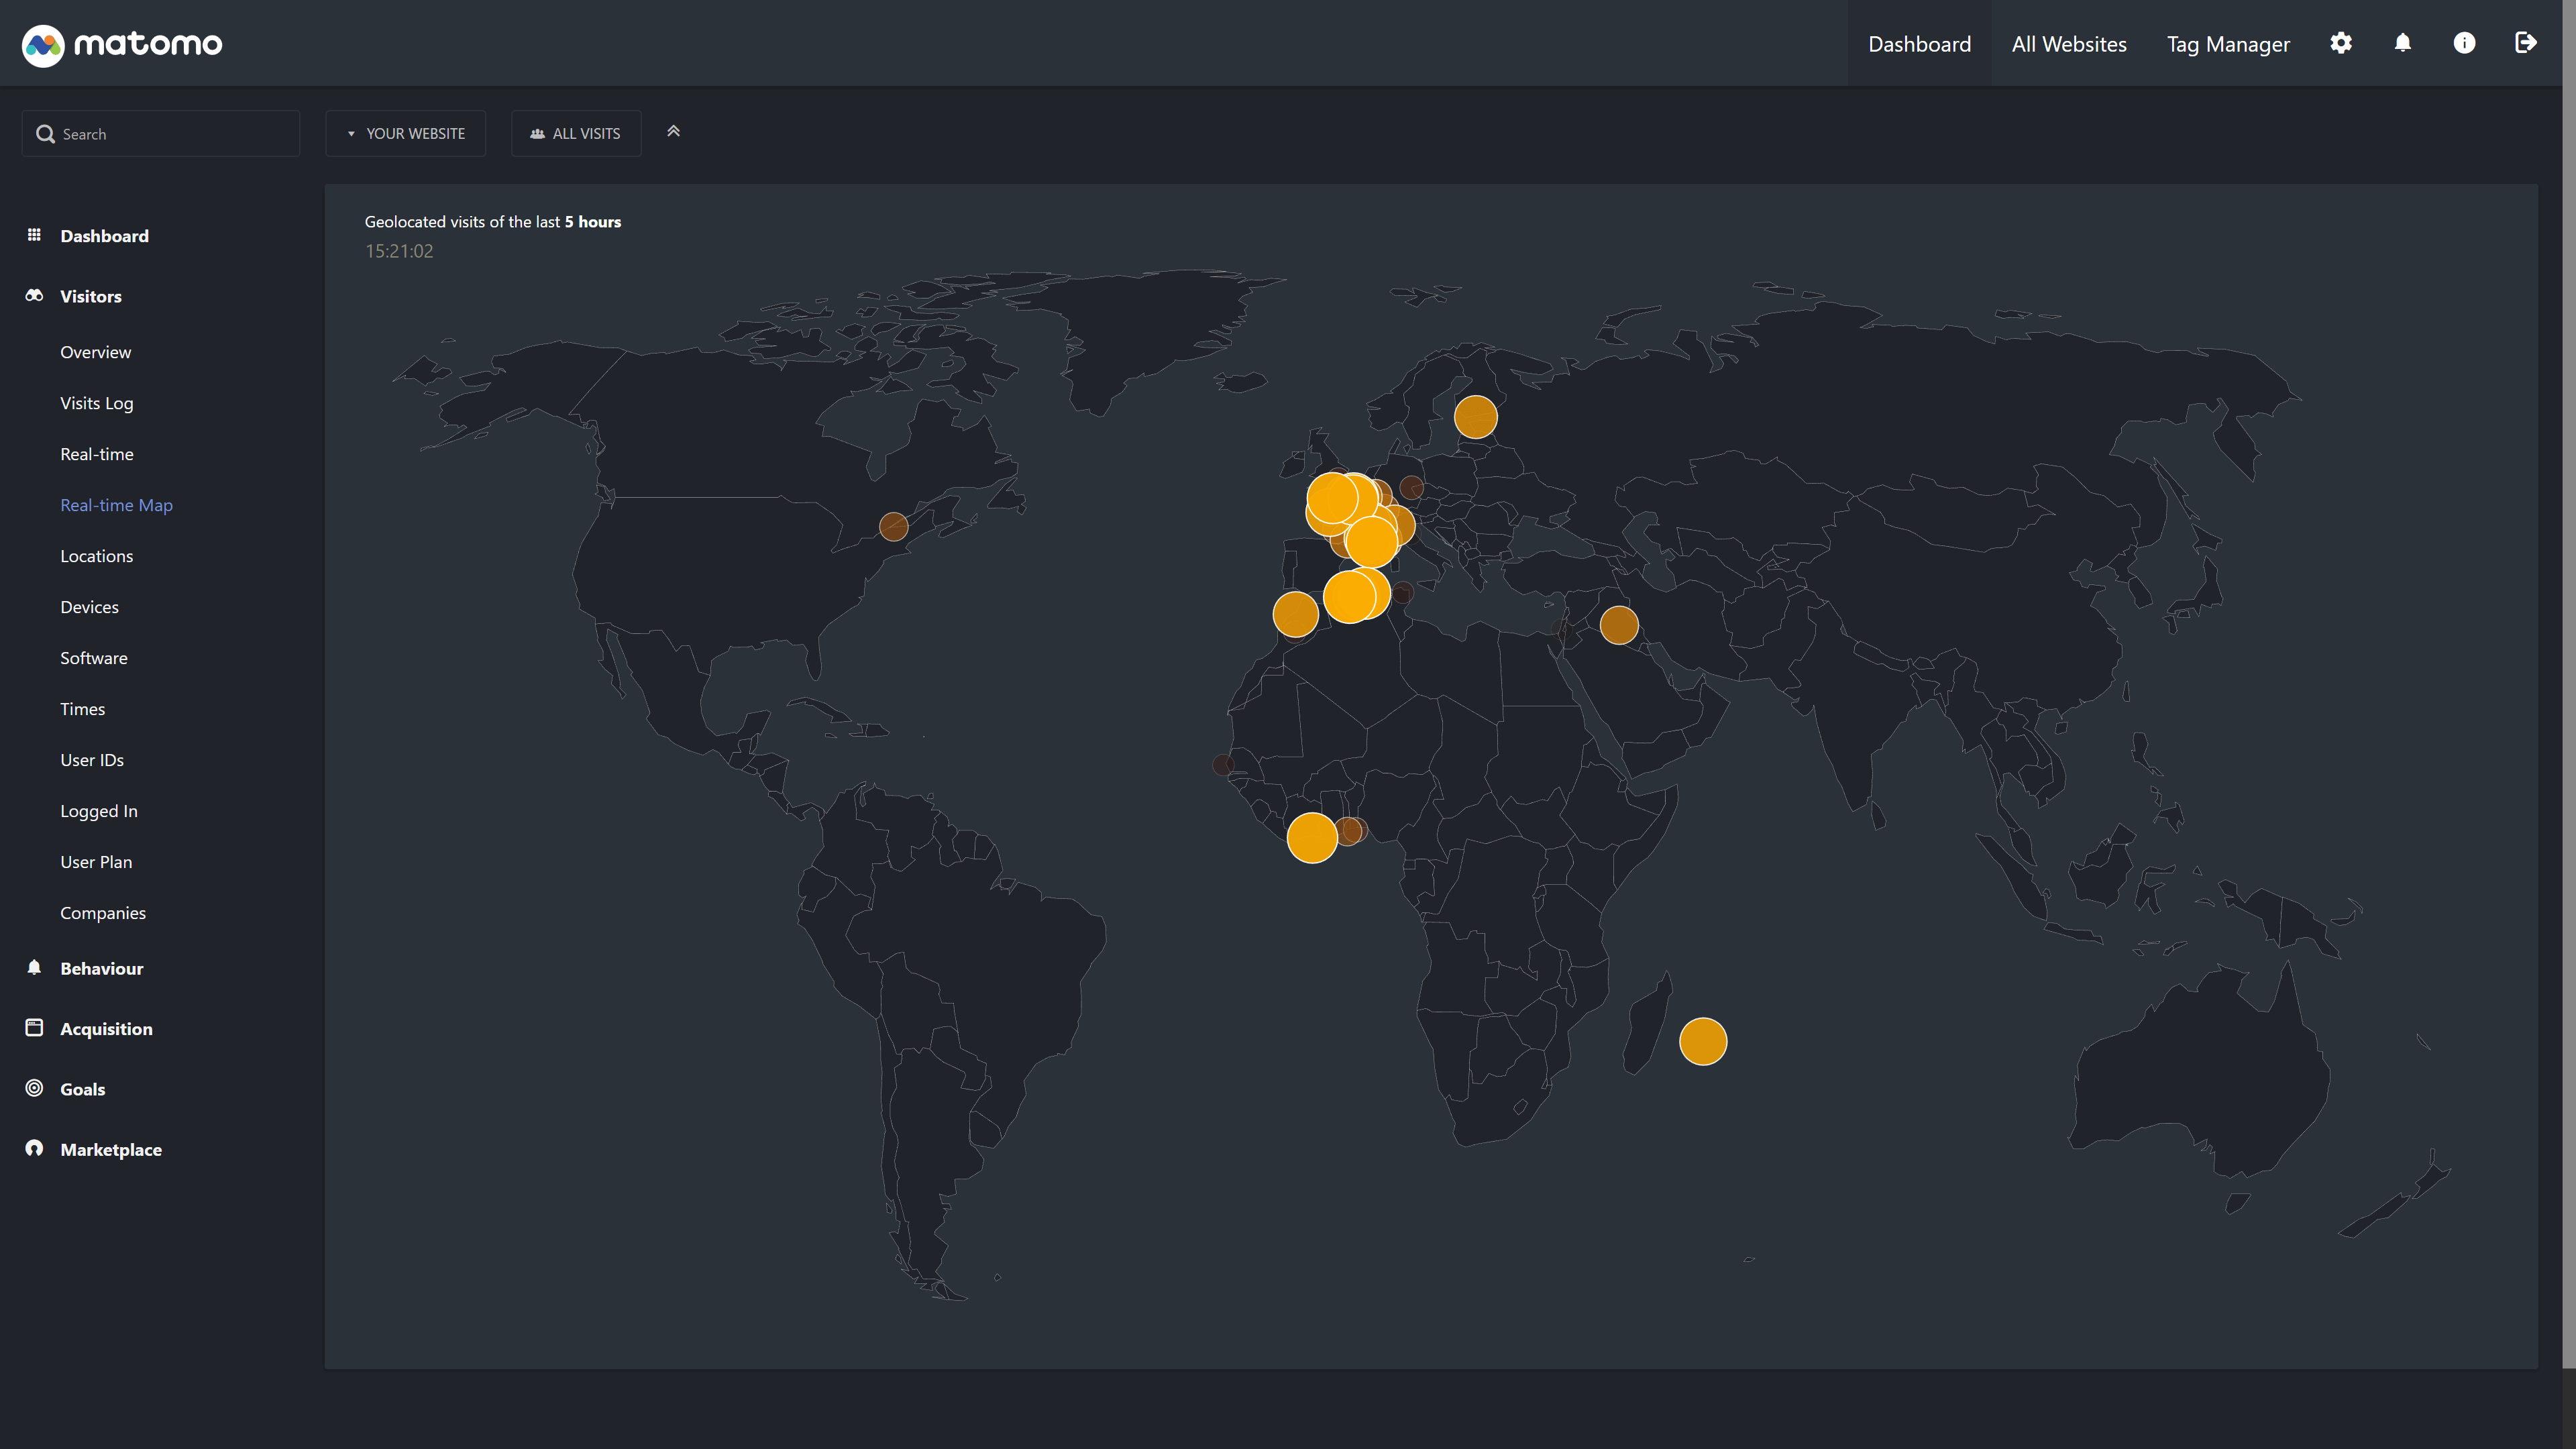 matomo
Dashboard
All Websites
Tag Manager
Search
YOUR WEBSITE
ALL VISITS
Geolocated visits of the last 5 hours
15:21:02
Dashboard
Visitors
Overview
Visits Log
Real-time
Real-time Map
Locations
Devices
Software
Times
User IDs
Logged In
User Plan
Companies
Behaviour
Acquisition
Goals
Marketplace